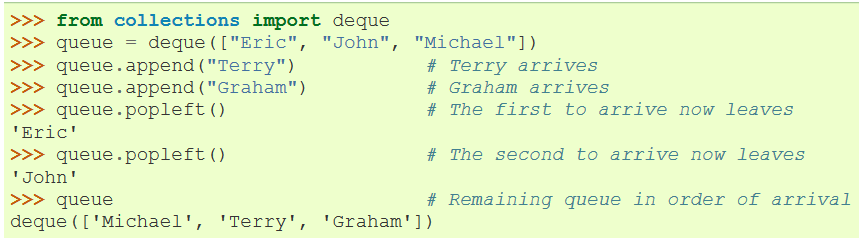 >>> from collections import deque
>>> queue = deque(["Eric", "John", "Michael"])
>>> queue.append("Terry")           # Terry arrives
>>> queue.append("Graham")          # Graham arrives
>>> queue.popleft()                 # The first to arrive now leaves
'Eric'
>>> queue.popleft()                 # The second to arrive now leaves
'John'
>>> queue                           # Remaining queue in order of arrival
deque(['Michael', 'Terry', 'Graham'])